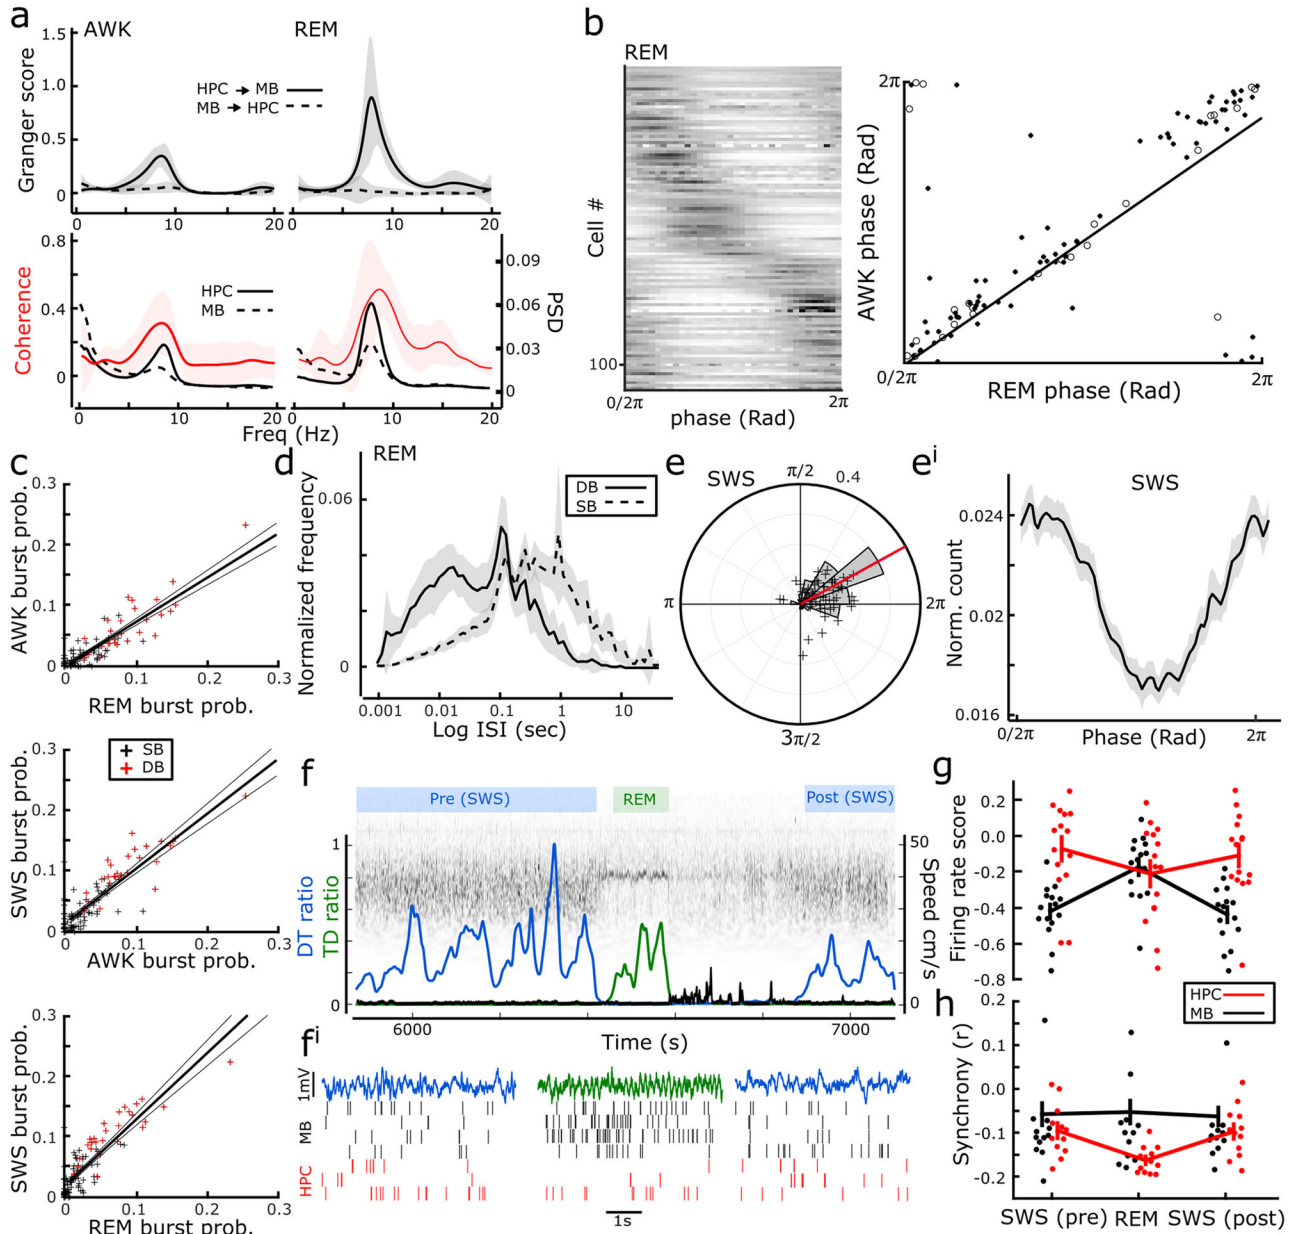 a
AWK
REM
Granger score
1.5
1.0
0.5
0
HPC → MB
MB → HPC
0
10
20
0
10
20
Hz
Hz
Coherence
0.8
0.4
0
HPC
MB
PSD
0.09
0.06
0.03
0
0
10
20
0
10
20
Freq (Hz)
b
REM
Cell #
100
0/2π
2π
phase (Rad)
AWK phase (Rad)
2π
0/2π
2π
REM phase (Rad)
c
AWK burst prob.
0.3
0.2
0.1
0
0
0.1
0.2
0.3
REM burst prob.
SWS burst prob.
0.3
0.2
0.1
0
SB
DB
0
0.1
0.2
0.3
AWK burst prob.
SWS burst prob.
0.3
0.2
0.1
0
0
0.1
0.2
0.3
REM burst prob.
d
REM
Normalized frequency
0.06
0
DB
SB
0.001
0.01
0.1
1
10
Log ISI (sec)
e
SWS
π/2
0.4
π
2π
3π/2
e i
SWS
Norm. count
0.024
0.02
0.016
0/2π
2π
Phase (Rad)
f
Pre (SWS)
REM
Post (SWS)
DT ratio
TD ratio
1
0
50
0
Speed cm/s
6000
7000
Time (s)
f i
1mV
MB
HPC
1s
g
Firing rate score
0.2
0.0
-0.2
-0.4
-0.6
-0.8
HPC
MB
h
Synchrony (r)
0.2
0.1
0.0
-0.1
-0.2
SWS (pre)
REM
SWS (post)